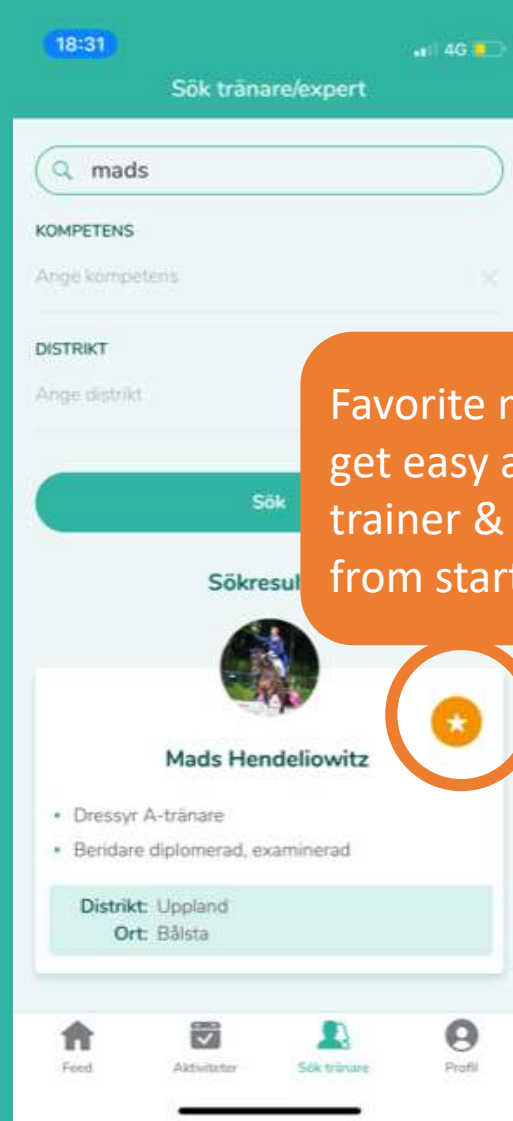 18:31
4G
Sök tränare/expert
mads
KOMPETENS
Ange kompetens
DISTRIKT
Ange distrikt
Favorite
get easy
trainer &
from start
Sök
Mads Hendeliowitz
• Dressyr A-tränare
• Beridare diplomerad, examinerad
Distrikt: Uppland
Ort: Bålsta
Feed
Aktiviteter
Sök tränare
Profil